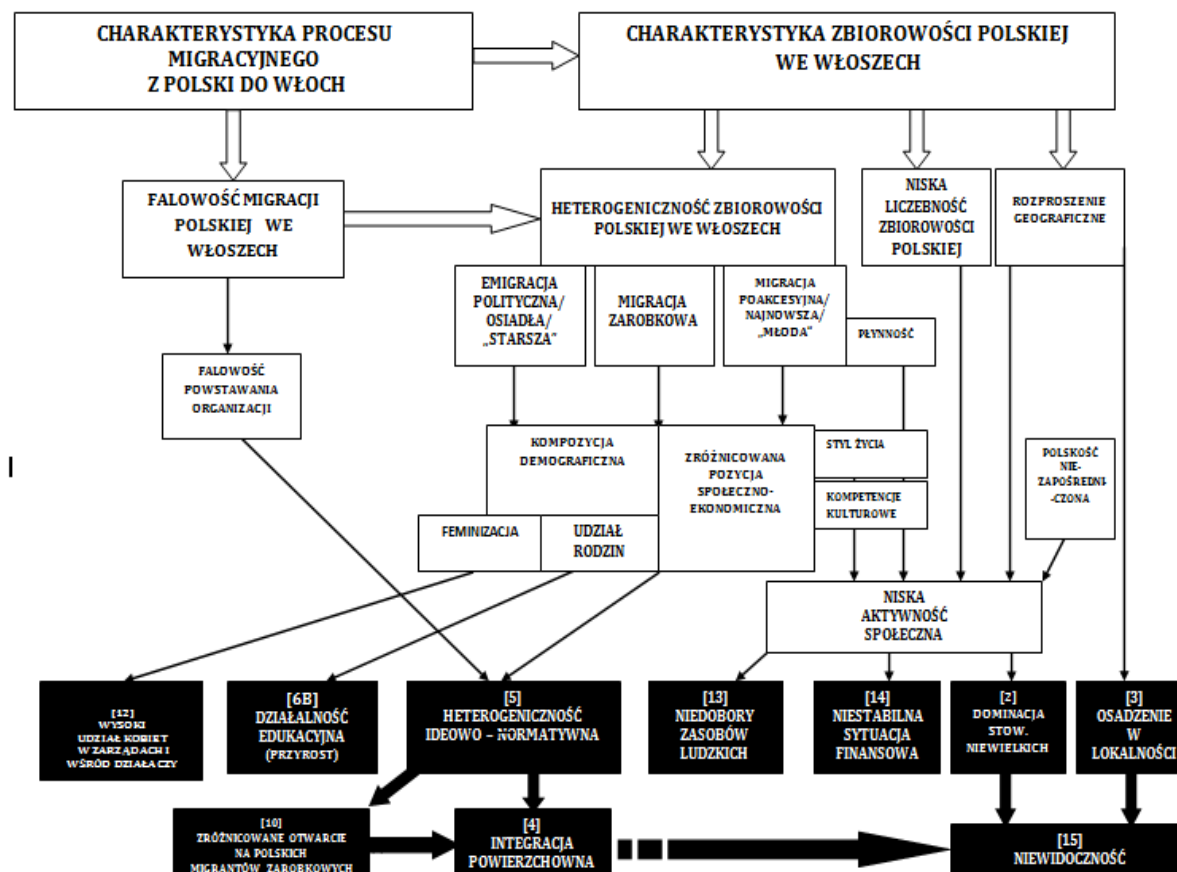 CHARAKTERYSTYKA PROCESU
MIGRACYJNEGO
Z POLSKI DO WŁOCH
CHARAKTERYSTYKA ZBIOROWOŚCI POLSKIEJ
WE WŁOSZECH
FALOWOŚĆ MIGRACJI
POLSKIEJ WE
WŁOSZECH
HETEROGENICZNOŚĆ ZBIOROWOŚCI
POLSKIEJ WE WŁOSZECH
NISKA
LICZEBNOŚĆ
ZBIOROWOŚCI
POLSKIEJ
ROZPROSZENIE
GEOGRAFICZNE
EMIGRACJA
POLITYCZNA/
OSIADŁA/
„STARSZA"
MIGRACJA
ZAROBKOWA
MIGRACJA
POAKCESYJNA/
NAJNOWSZA/
„MŁODA"
PŁYNNOŚĆ
FALOWOŚĆ
POWSTAWANIA
ORGANIZACJI
KOMPOZYCJA
DEMOGRAFICZNA
ZRÓŻNICOWANA
POZYCJA
SPOŁECZNO-
EKONOMICZNA
STYL ŻYCIA
KOMPETENCJE
KULTUROWE
POLSKOŚĆ
NIE-
ZAPOŚREDNI-
-CZONA
FEMINIZACJA
UDZIAŁ
RODZIN
NISKA
AKTYWNOŚĆ
SPOŁECZNA
[12]
WYSOKI
UDZIAŁ KOBIET
W ZARZĄDACH I
WŚRÓD DZIAŁACZY
[6B]
DZIAŁALNOŚĆ
EDUKACYJNA
(PRZYROST)
[5]
HETEROGENICZNOŚĆ
IDEOWO – NORMATYWNA
[13]
NIEDOBORY
ZASOBÓW
LUDZKICH
[14]
NIESTABILNA
SYTUACJA
FINANSOWA
[2]
DOMINACJA
STOW.
NIEWIELKICH
[3]
OSADZENIE
W
LOKALNOŚCI
[10]
ZRÓŻNICOWANE OTWARCIE
NA POLSKICH
MIGRANTÓW ZAROBKOWYCH
[4]
INTEGRACJA
POWIERZCHOWNA
[15]
NIEWIDOCZNOŚĆ